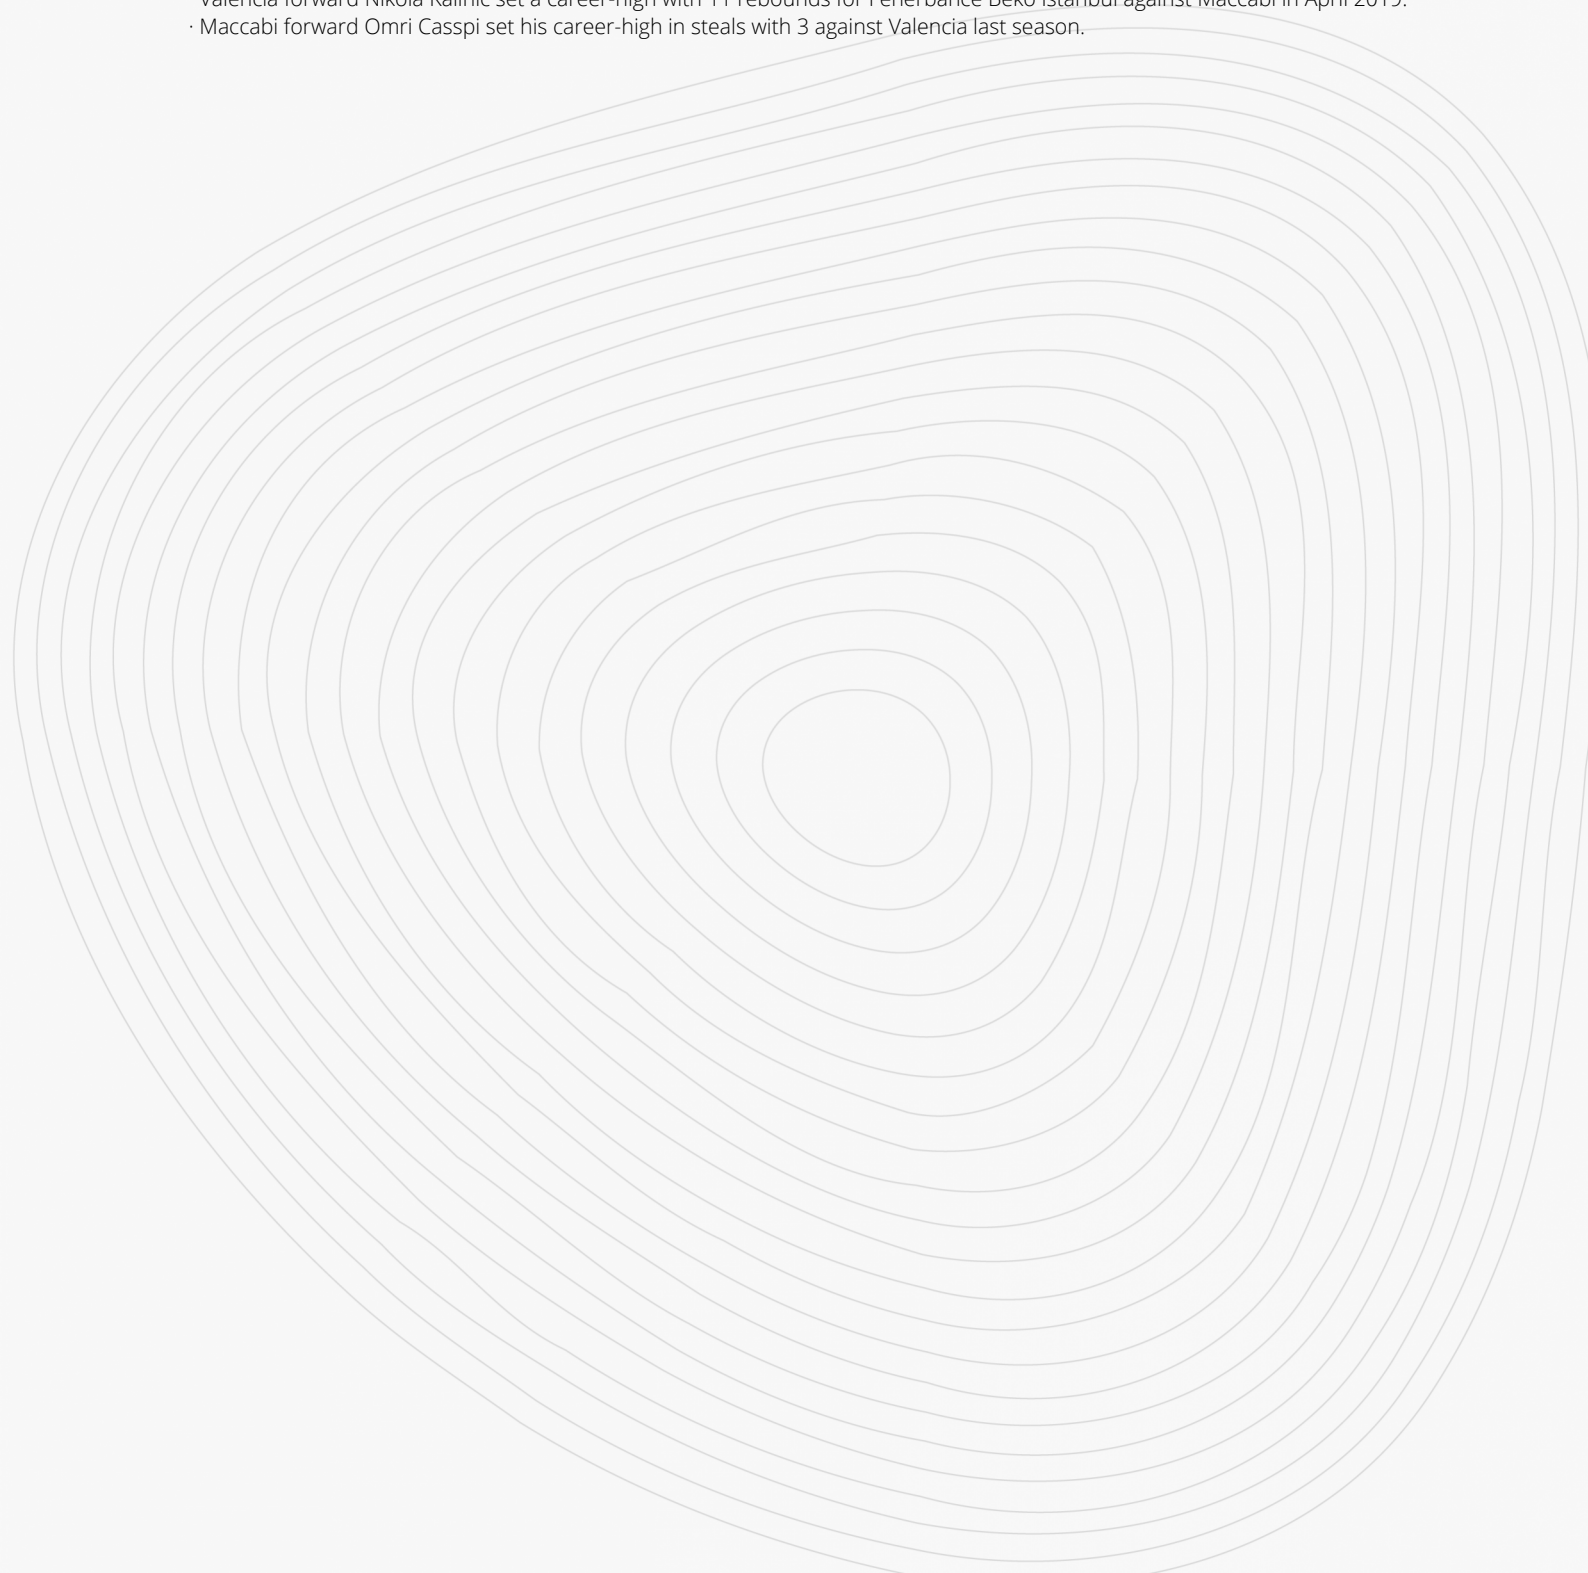 Valencia forward Nikola Kalinic set a career-high with 11 rebounds for Fenerbahce Beko Istanbul against Maccabi in April 2019.
· Maccabi forward Omri Casspi set his career-high in steals with 3 against Valencia last season.